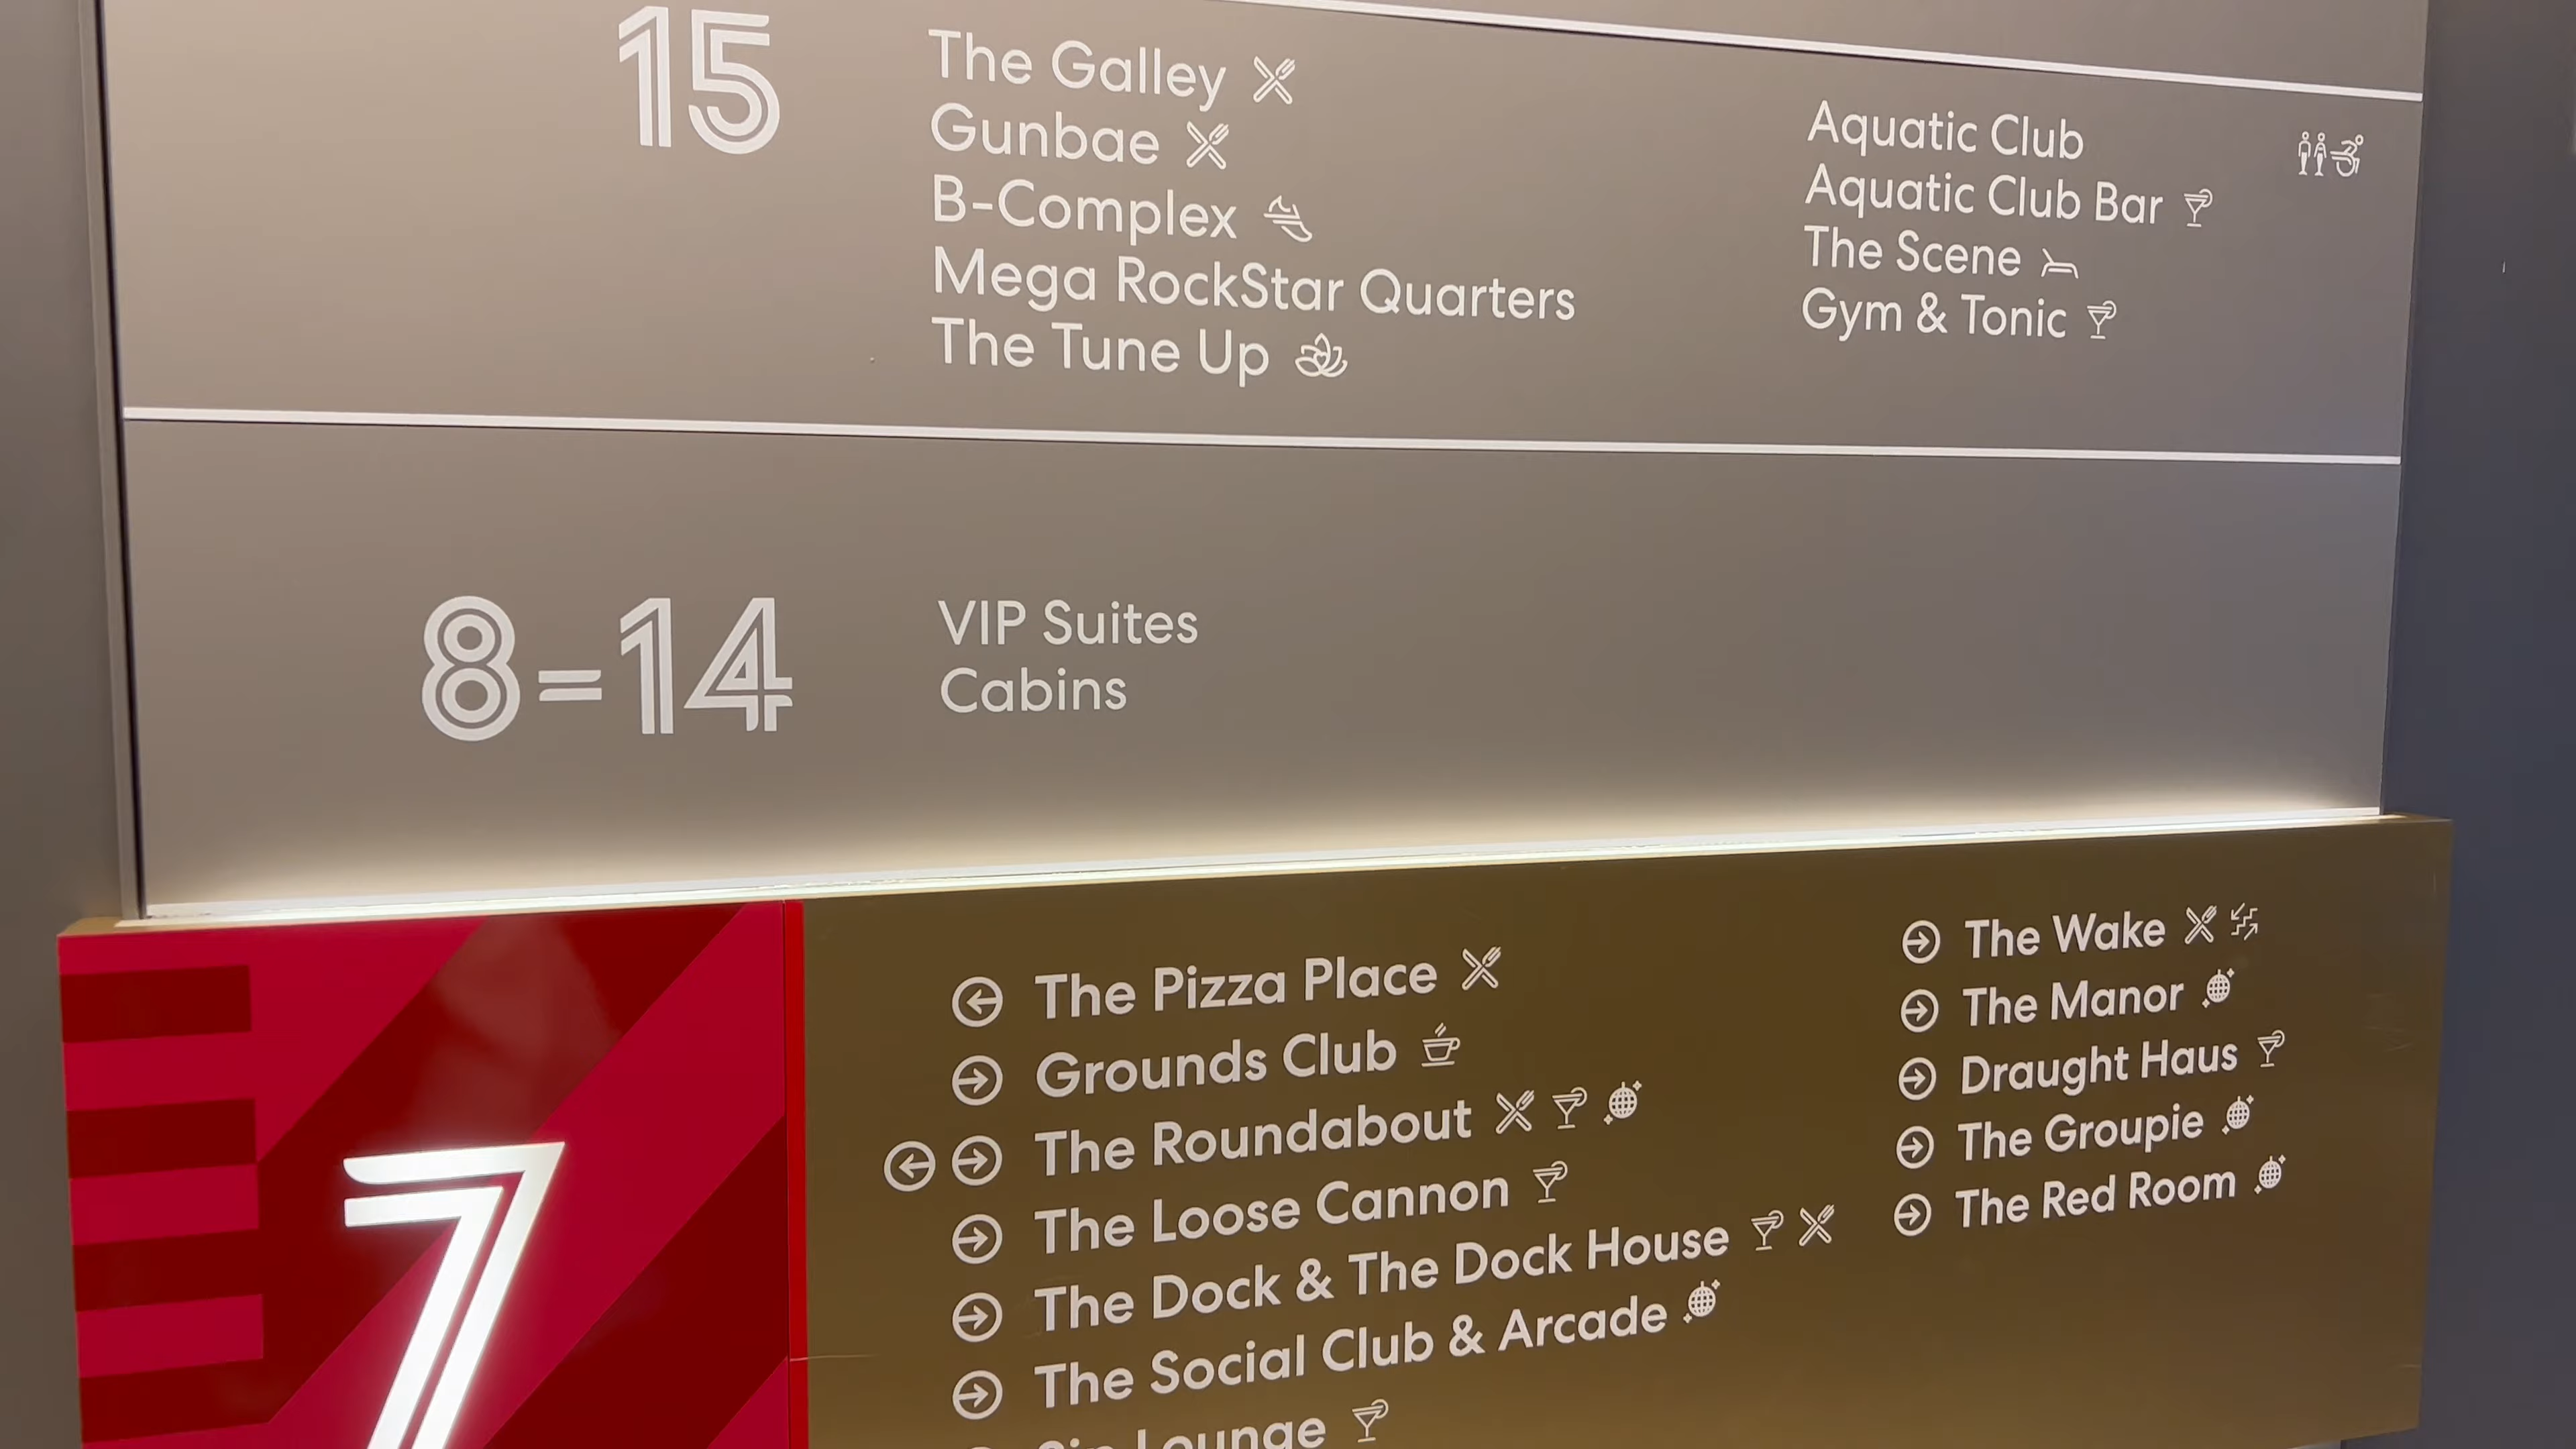 15
The Galley
Gunbae
B-Complex
Mega RockStar Quarters
The Tune Up
Aquatic Club
Aquatic Club Bar
The Scene
Gym & Tonic
8=14
VIP Suites
Cabins
7
The Pizza Place
Grounds Club
The Roundabout
The Loose Cannon
The Dock & The Dock House
The Social Club & Arcade
Lounge
The Wake
The Manor
Draught Haus
The Groupie
The Red Room